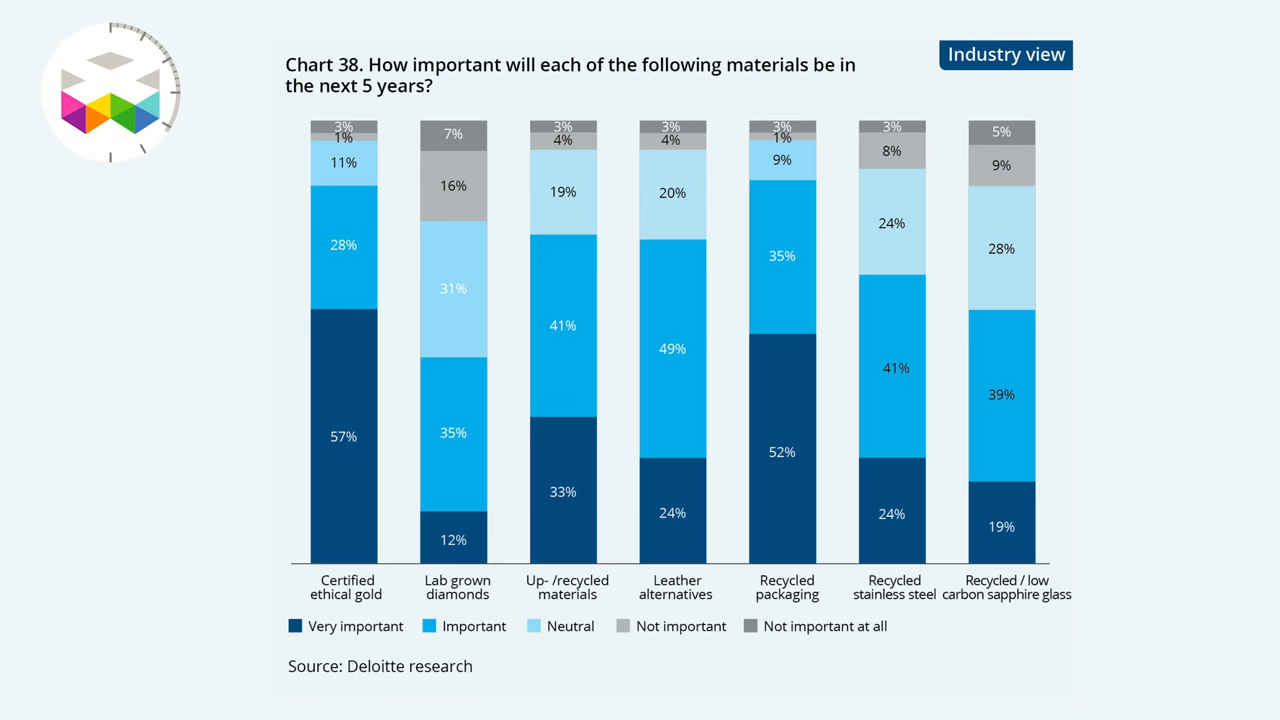 Industry view
Chart 38. How important will each of the following materials be in
the next 5 years?
3% 7% 3% 3% 3% 3% 5%
1% 16% 4% 4% 1% 8% 9%
11% 31% 19% 20% 9% 24% 28%
28% 35% 41% 49% 35% 41% 39%
57% 12% 33% 24% 52% 24% 19%
Certified Lab grown Up- /recycled Leather Recycled Recycled Recycled / low
ethical gold diamonds materials alternatives packaging stainless steel carbon sapphire glass
Very important Important Neutral Not important Not important at all
Source: Deloitte research